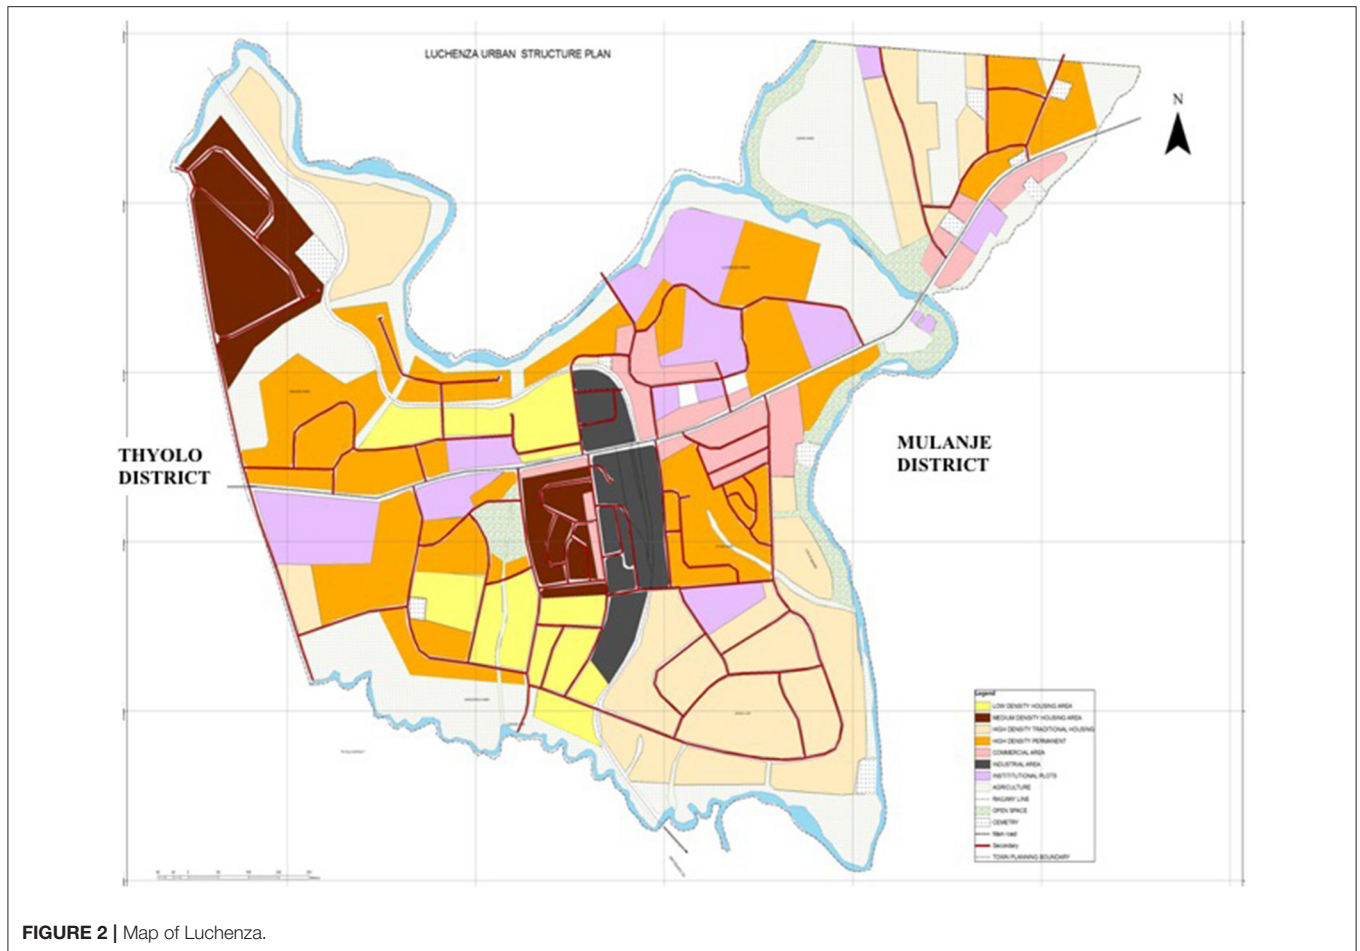 LUCHENZA URBAN STRUCTURE PLAN
N
THYOLO
DISTRICT
MULANJE
DISTRICT
Legend
LOW DENSITY HOUSING AREA
MEDIUM DENSITY HOUSING AREA
HIGH DENSITY TRADITIONAL HOUSING
HIGH DENSITY PERMANENT
COMMERCIAL AREA
INDUSTRIAL AREA
INSTITUTIONAL PLOTS
AGRICULTURE
RAILWAY LINE
OPEN SPACE
CEMETRY
Main road
Secondary
TOWN PLANNING BOUNDARY
FIGURE 2 | Map of Luchenza.